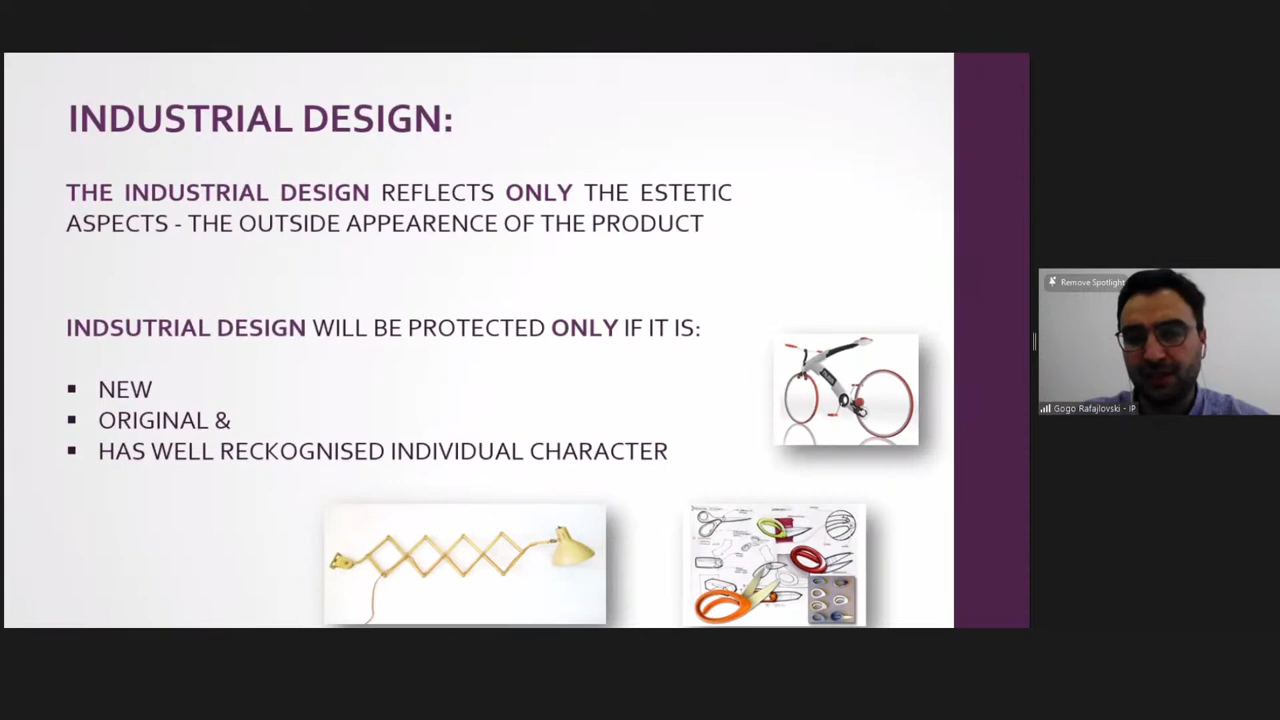 INDUSTRIAL DESIGN:
THE INDUSTRIAL DESIGN REFLECTS ONLY THE ESTETIC
ASPECTS - THE OUTSIDE APPEARENCE OF THE PRODUCT
INDSUTRIAL DESIGN WILL BE PROTECTED ONLY IF IT IS:
▪ NEW
▪ ORIGINAL &
▪ HAS WELL RECKOGNISED INDIVIDUAL CHARACTER
Remove Spotlight
Gogo Rafajlovski - IP